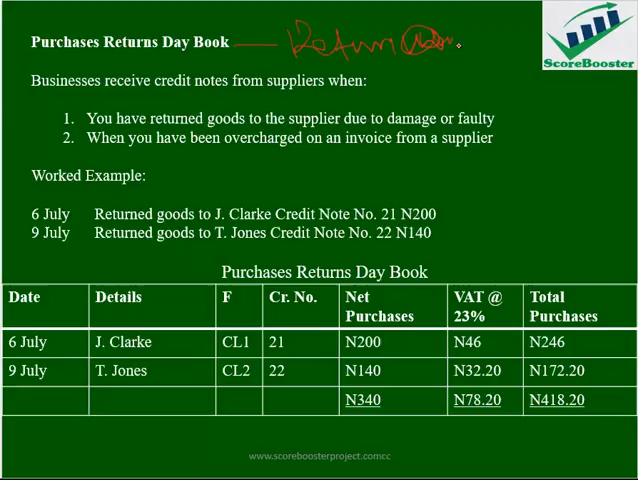 Purchases Returns Day Book Return
ScoreBooster
Businesses receive credit notes from suppliers when:
1. You have returned goods to the supplier due to damage or faulty
2. When you have been overcharged on an invoice from a supplier
Worked Example:
6 July Returned goods to J. Clarke Credit Note No. 21 N200
9 July Returned goods to T. Jones Credit Note No. 22 N140
Purchases Returns Day Book
Date Details F Cr. No. Net Purchases VAT @ 23% Total Purchases
6 July J. Clarke CL1 21 N200 N46 N246
9 July T. Jones CL2 22 N140 N32.20 N172.20
N340 N78.20 N418.20
www.scoreboosterproject.comcc